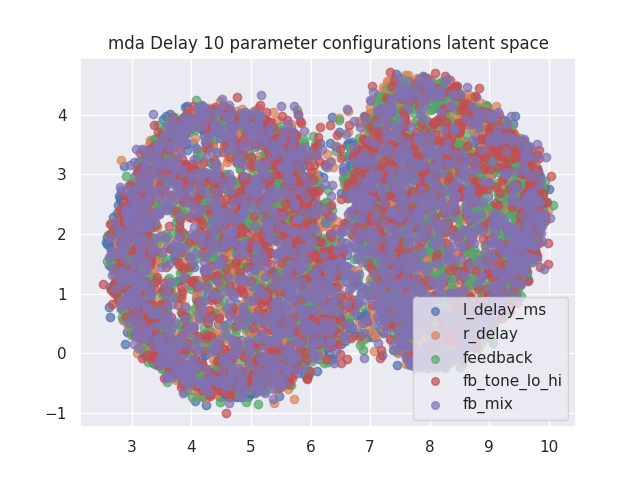 mda Delay 10 parameter configurations latent space
4
3
2
1
0
−1
3
4
5
6
7
8
9
10
l_delay_ms
r_delay
feedback
fb_tone_lo_hi
fb_mix